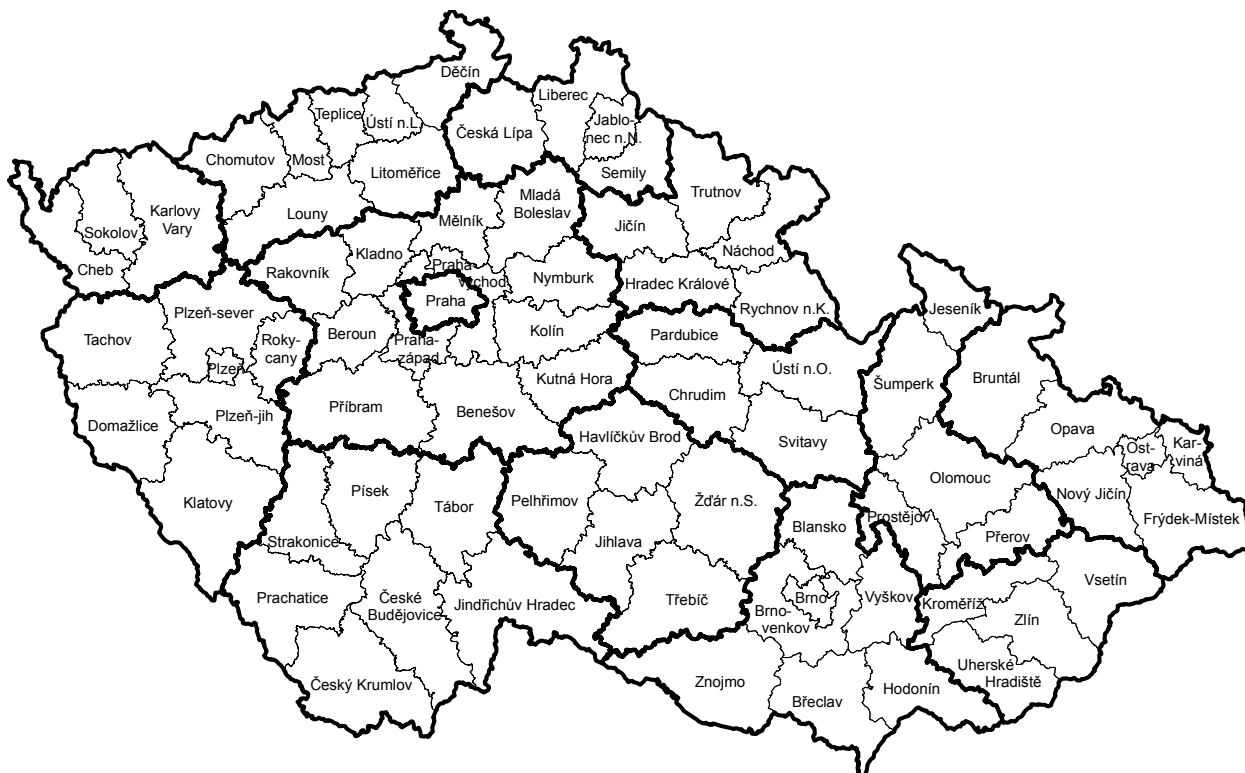 Děčín
Liberec
Teplice
Ústí n.L.
Česká Lípa
Jablo-
nec n.N.
Chomutov
Most
Litoměřice
Semily
Trutnov
Mladá
Boleslav
Karlovy
Vary
Louny
Mělník
Jičín
Sokolov
Kladno
Náchod
Cheb
Rakovník
Praha-
východ
Nymburk
Hradec Králové
Praha
Rychnov n.K.
Jeseník
Plzeň-sever
Tachov
Roky-
cany
Beroun
Praha-
západ
Kolín
Pardubice
Plzeň
Kutná Hora
Ústí n.O.
Šumperk
Bruntál
Chrudim
Příbram
Benešov
Domažlice
Plzeň-jih
Havlíčkův Brod
Svitavy
Opava
Ost-
rava
Kar-
viná
Klatovy
Písek
Tábor
Pelhřimov
Žďár n.S.
Olomouc
Nový Jičín
Frýdek-Místek
Prostějov
Blansko
Strakonice
Jihlava
Přerov
Vsetín
Prachatice
České
Budějovice
Jindřichův Hradec
Třebíč
Brno-
venkov
Brno
Vyškov
Kroměříž
Zlín
Uherské
Hradiště
Český Krumlov
Znojmo
Břeclav
Hodonín